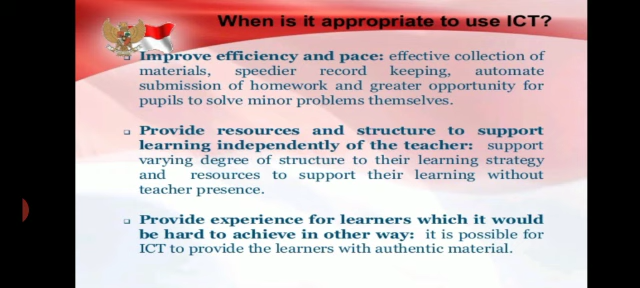 When is it appropriate to use ICT?
Improve efficiency and pace: effective collection of
materials, speedier record keeping, automate
submission of homework and greater opportunity for
pupils to solve minor problems themselves.
Provide resources and structure to support
learning independently of the teacher: support
varying degree of structure to their learning strategy
and resources to support their learning without
teacher presence.
Provide experience for learners which it would
be hard to achieve in other way: it is possible for
ICT to provide the learners with authentic material.